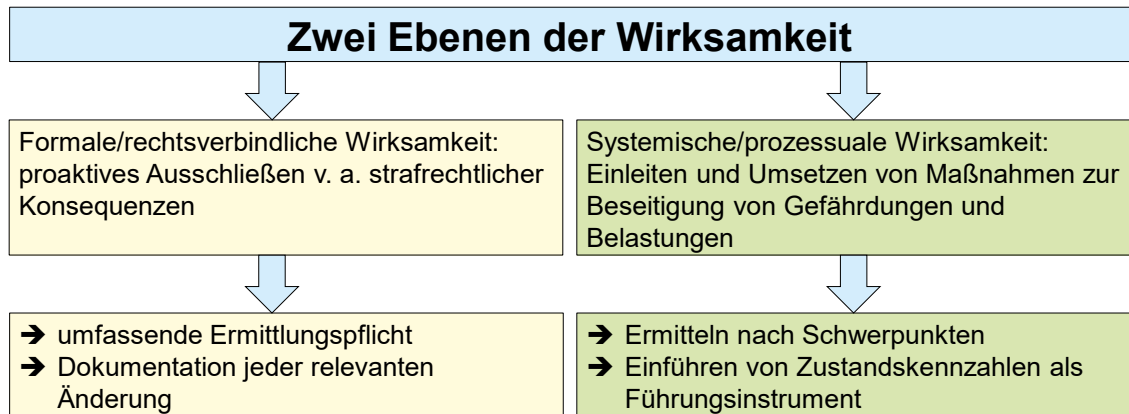 Zwei Ebenen der Wirksamkeit
Formale/rechtsverbindliche Wirksamkeit:
proaktives Ausschließen v. a. strafrechtlicher
Konsequenzen
➔ umfassende Ermittlungspflicht
➔ Dokumentation jeder relevanten
Änderung
Systemische/prozessuale Wirksamkeit:
Einleiten und Umsetzen von Maßnahmen zur
Beseitigung von Gefährdungen und
Belastungen
➔ Ermitteln nach Schwerpunkten
➔ Einführen von Zustandskennzahlen als
Führungsinstrument